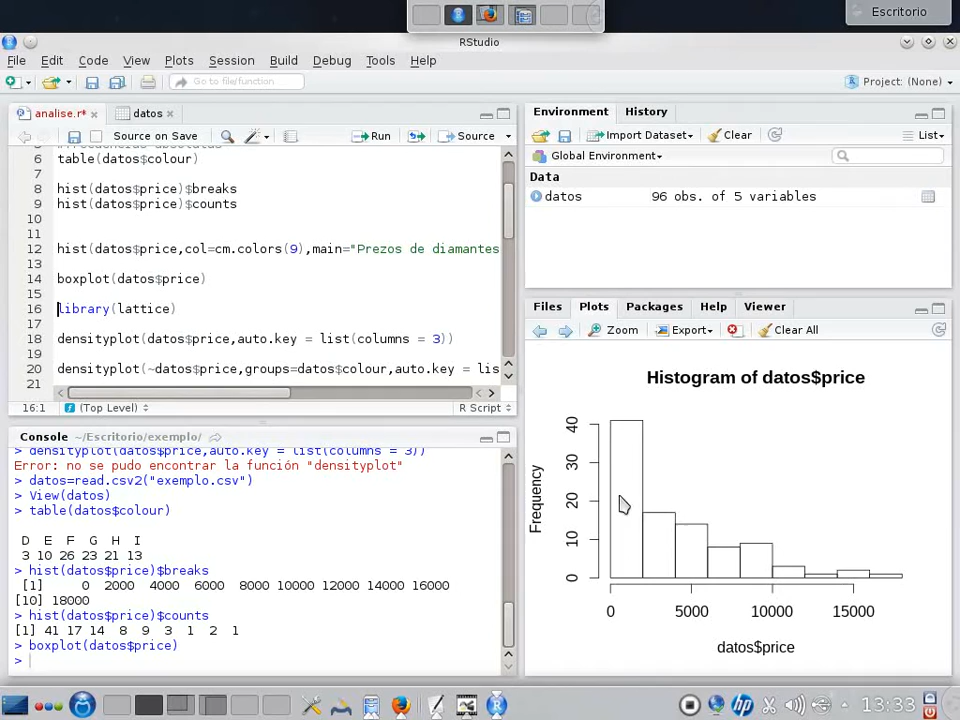 Escritorio
RStudio
File Edit Code View Plots Session Build Debug Tools Help
Go to file/function
Project: (None)
analise.r*
datos
Source on Save
Run
Source
6 table(datos$colour)
7
8 hist(datos$price)$breaks
9 hist(datos$price)$counts
10
11
12 hist(datos$price,col=cm.colors(9),main="Prezos de diamantes
13
14 boxplot(datos$price)
15
16 library(lattice)
17
18 densityplot(datos$price,auto.key = list(columns = 3))
19
20 densityplot(~datos$price,groups=datos$colour,auto.key = lis
21
16:1 (Top Level) R Script
Console ~/Escritorio/exemplo/
> densityplot(datos$price,auto.key = list(columns = 3))
Error: no se pudo encontrar la función "densityplot"
> datos=read.csv2("exemplo.csv")
> View(datos)
> table(datos$colour)
D E F G H I
3 10 26 23 21 13
> hist(datos$price)$breaks
[1] 0 2000 4000 6000 8000 10000 12000 14000 16000
[10] 18000
> hist(datos$price)$counts
[1] 41 17 14 8 9 3 1 2 1
> boxplot(datos$price)
>
Environment History
Import Dataset Clear List
Global Environment
Data
datos 96 obs. of 5 variables
Files Plots Packages Help Viewer
Zoom Export Clear All
Histogram of datos$price
Frequency
40
30
20
10
0
0 5000 10000 15000
datos$price
hp
13:33